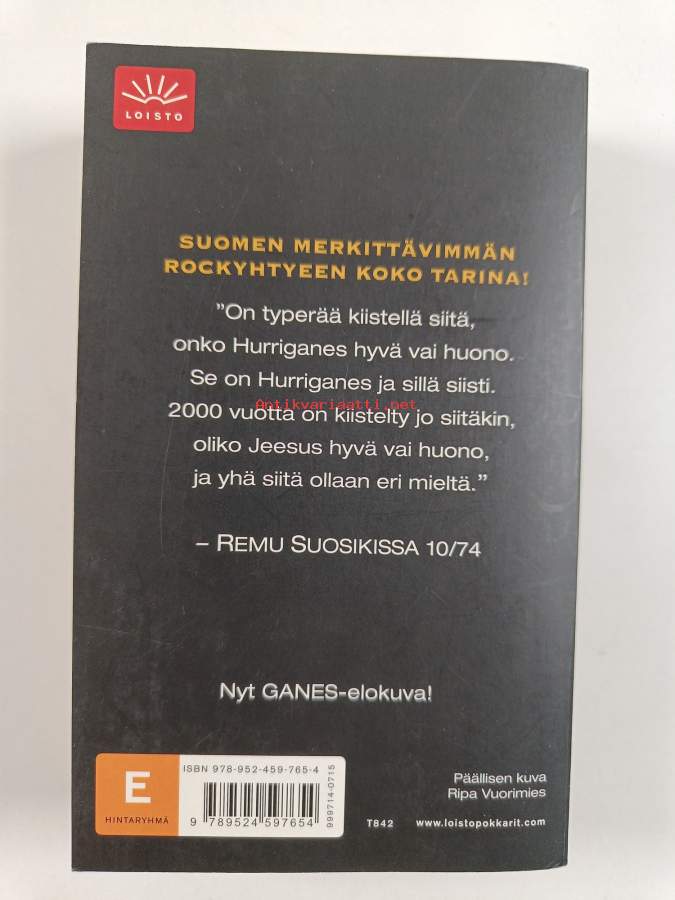 LOISTO
SUOMEN MERKITTÄVIMMÄN
ROCKYHTYEEN KOKO TARINA!
”On typerää kiistellä siitä,
onko Hurriganes hyvä vai huono.
Se on Hurriganes ja sillä siisti.
Antikvariaatti.net
2000 vuotta on kiistelty jo siitäkin,
oliko Jeesus hyvä vai huono,
ja yhä siitä ollaan eri mieltä.”
– REMU SUOSIKISSA 10/74
Nyt GANES-elokuva!
E
HINTARYHMÄ
ISBN 978-952-459-765-4
9 789524 597654
999714-0715
Päällisen kuva
Ripa Vuorimies
T842 www.loistopokkarit.com